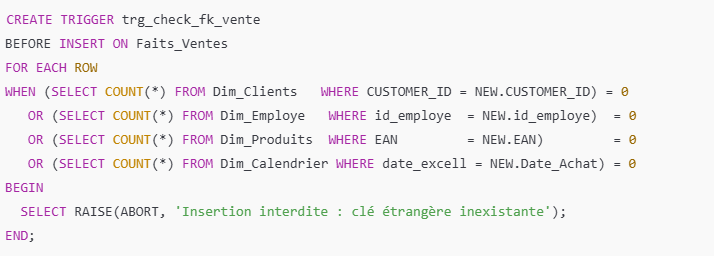 CREATE TRIGGER trg_check_fk_vente
BEFORE INSERT ON Faits_Ventes
FOR EACH ROW
WHEN (SELECT COUNT(*) FROM Dim_Clients   WHERE CUSTOMER_ID = NEW.CUSTOMER_ID) = 0
   OR (SELECT COUNT(*) FROM Dim_Employe   WHERE id_employe  = NEW.id_employe)  = 0
   OR (SELECT COUNT(*) FROM Dim_Produits  WHERE EAN         = NEW.EAN)         = 0
   OR (SELECT COUNT(*) FROM Dim_Calendrier WHERE date_excell = NEW.Date_Achat) = 0
BEGIN
  SELECT RAISE(ABORT, 'Insertion interdite : clé étrangère inexistante');
END;